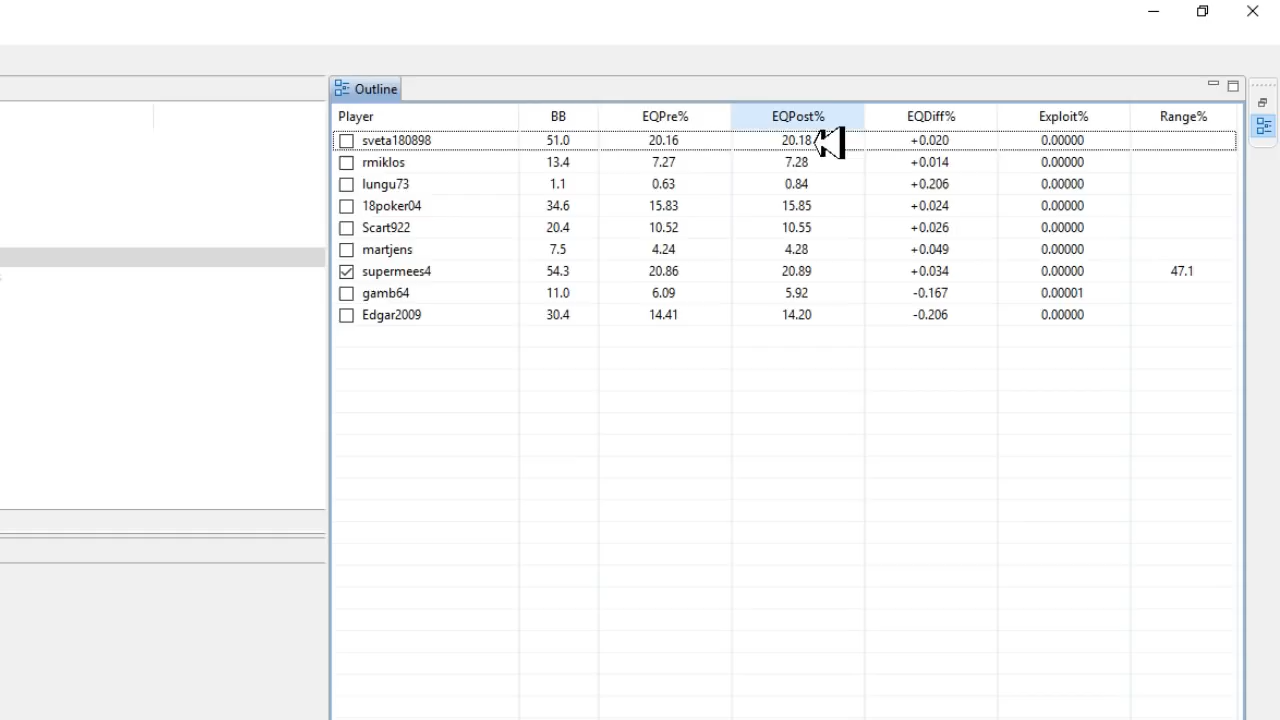 Outline
Player BB EQPre% EQPost% EQDiff% Exploit% Range%
sveta180898 51.0 20.16 20.18 +0.020 0.00000
rmiklos 13.4 7.27 7.28 +0.014 0.00000
lungu73 1.1 0.63 0.84 +0.206 0.00000
18poker04 34.6 15.83 15.85 +0.024 0.00000
Scart922 20.4 10.52 10.55 +0.026 0.00000
martjens 7.5 4.24 4.28 +0.049 0.00000
supermees4 54.3 20.86 20.89 +0.034 0.00000 47.1
gamb64 11.0 6.09 5.92 -0.167 0.00001
Edgar2009 30.4 14.41 14.20 -0.206 0.00000